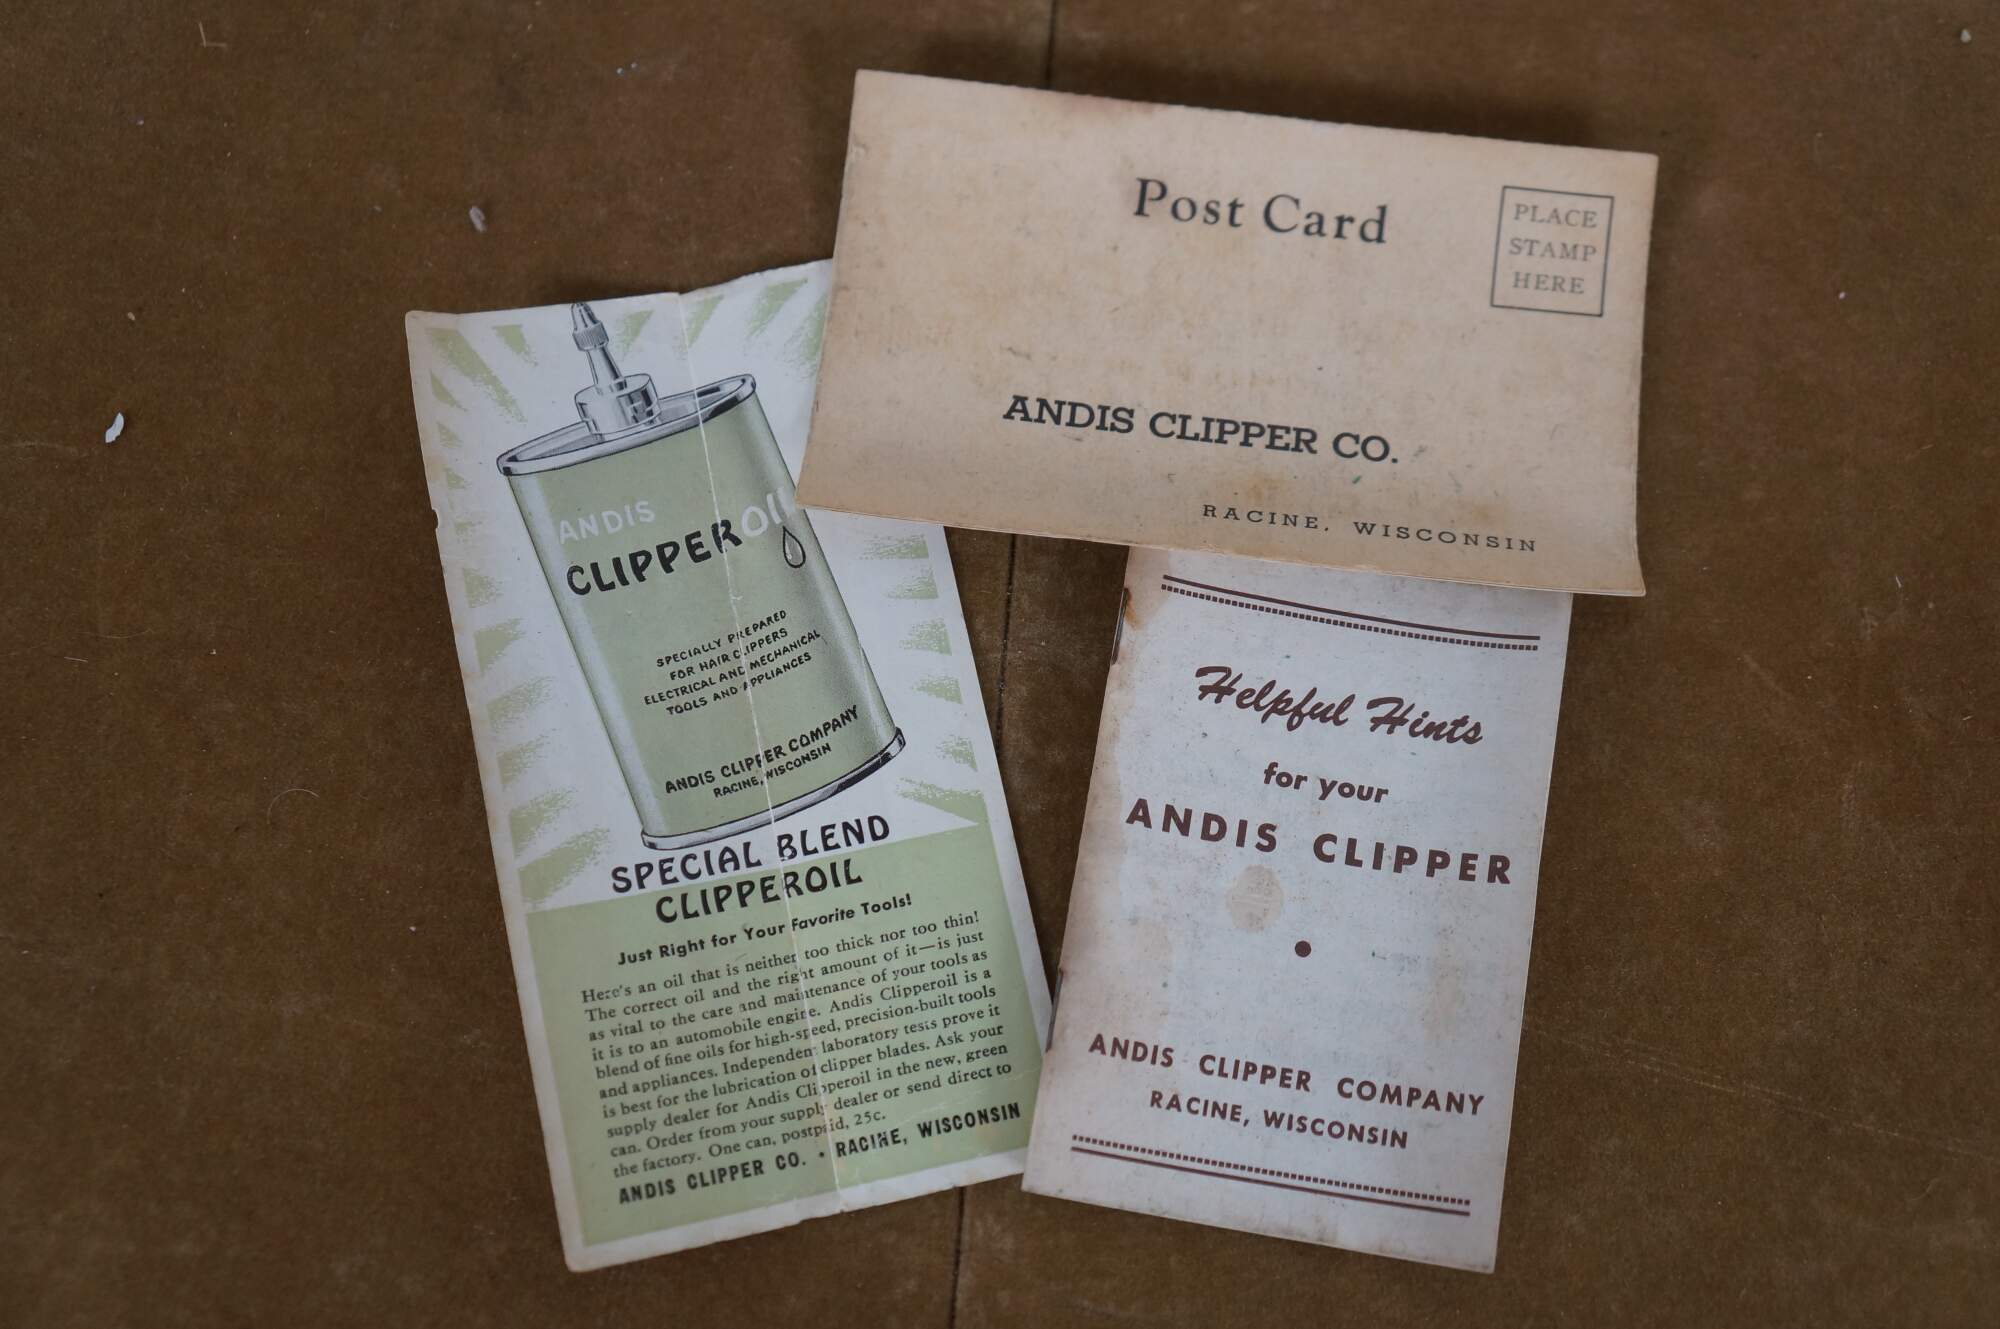 Post Card
PLACE
STAMP
HERE
ANDIS CLIPPER CO.
RACINE, WISCONSIN
ANDIS
CLIPPEROIL
SPECIALLY PREPARED
FOR HAIR CLIPPERS
ELECTRICAL AND MECHANICAL
TOOLS AND APPLIANCES
ANDIS CLIPPER COMPANY
RACINE, WISCONSIN
SPECIAL BLEND
CLIPPEROIL
Just Right for Your Favorite Tools!
Here's an oil that is neither too thick nor too thin!
The correct oil and the right amount of it—is just
as vital to the care and maintenance of your tools as
it is to an automobile engine. Andis Clipperoil is a
blend of fine oils for high-speed, precision-built tools
and appliances. Independent laboratory tests prove it
is best for the lubrication of clipper blades. Ask your
supply dealer for Andis Clipperoil in the new, green
can. Order from your supply dealer or send direct to
the factory. One can, postpaid, 25c.
ANDIS CLIPPER CO. • RACINE, WISCONSIN
Helpful Hints
for your
ANDIS CLIPPER
ANDIS CLIPPER COMPANY
RACINE, WISCONSIN